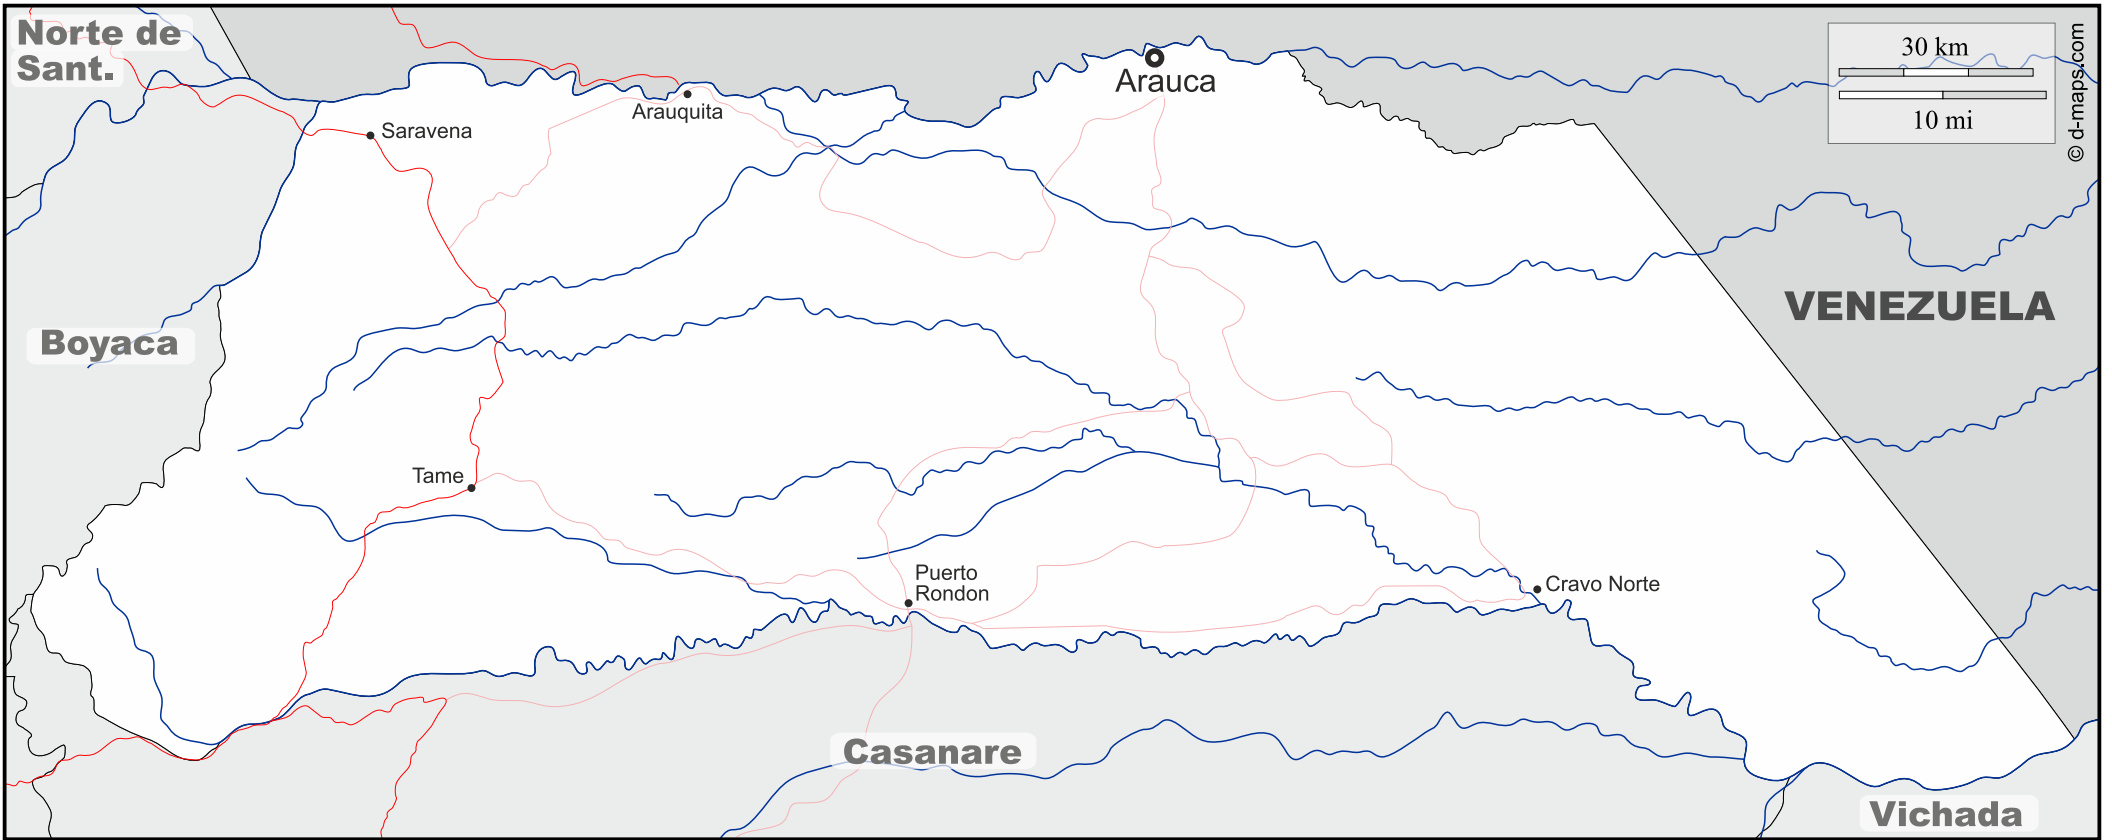 Norte de
Sant.
30 km
10 mi
© d-maps.com
Arauca
Arauquita
Saravena
VENEZUELA
Boyaca
Tame
Puerto
Rondon
Cravo Norte
Casanare
Vichada